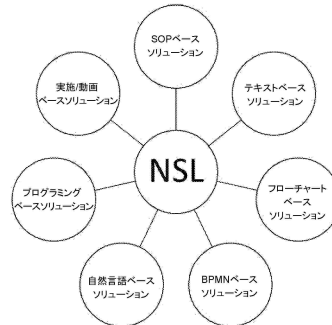 SOPベース
ソリューション
実施/動画
ベースソリューション
テキストベース
ソリューション
NSL
プログラミング
ベースソリューション
フローチャート
ベース
ソリューション
自然言語ベース
ソリューション
BPMNベース
ソリューション